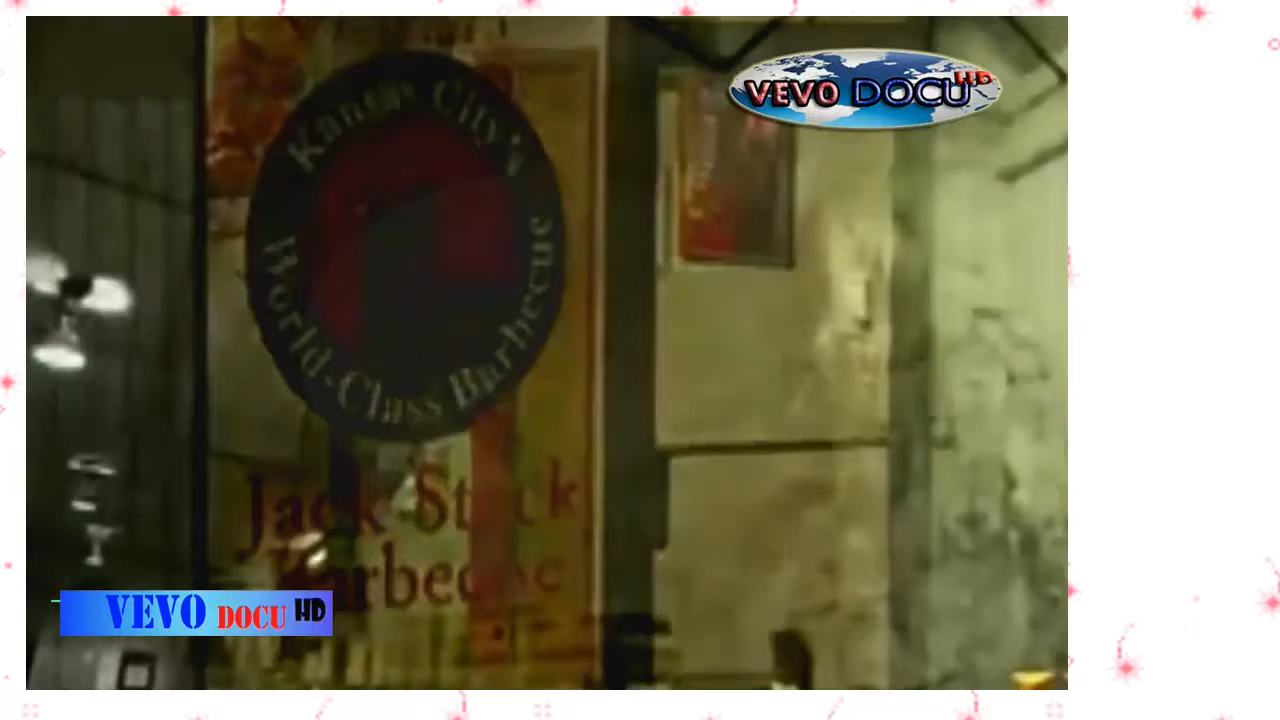 VEVO DOCU HD
Kansas City's
World-Class Barbecue
Jack Stack
Barbecue
VEVO DOCU HD